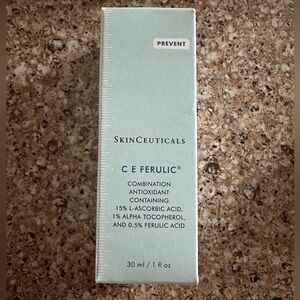 PREVENT
SKINCEUTICALS
C E FERULIC®
COMBINATION
ANTIOXIDANT
CONTAINING
15% L-ASCORBIC ACID,
1% ALPHA TOCOPHEROL,
AND 0.5% FERULIC ACID
30 ml / 1 fl oz